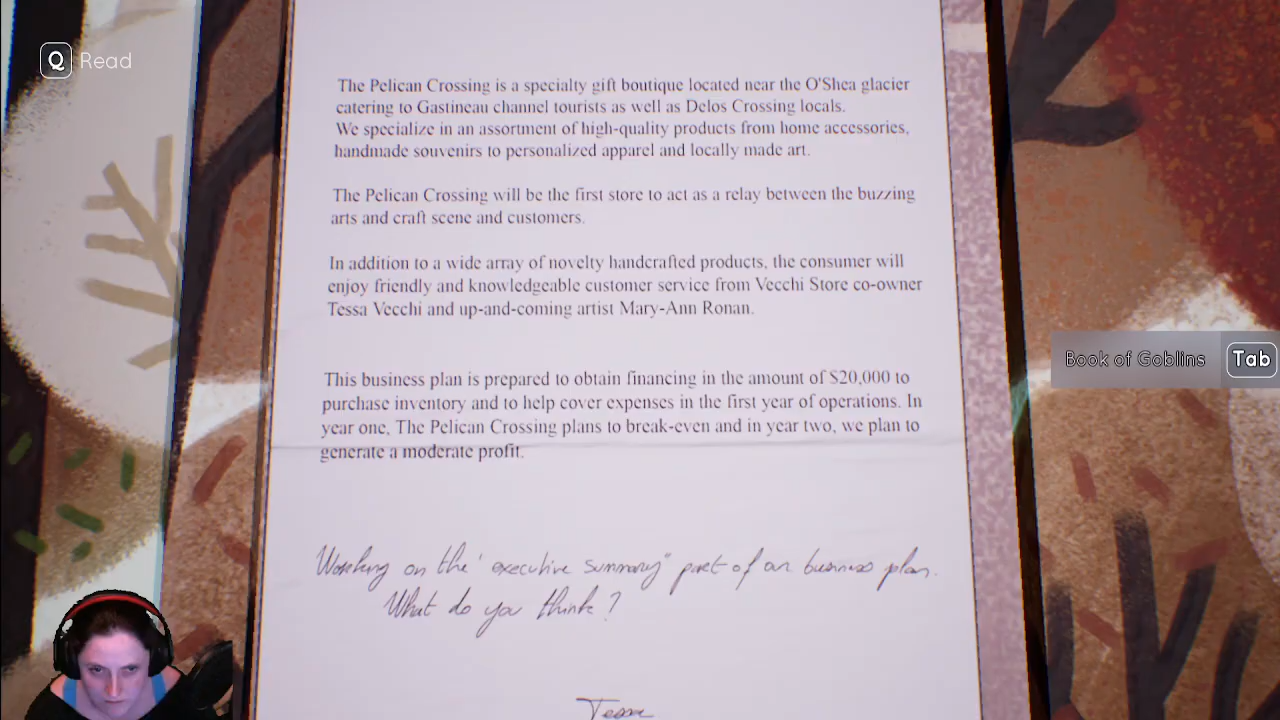 Q Read
The Pelican Crossing is a specialty gift boutique located near the O'Shea glacier
catering to Gastineau channel tourists as well as Delos Crossing locals.
We specialize in an assortment of high-quality products from home accessories,
handmade souvenirs to personalized apparel and locally made art.
The Pelican Crossing will be the first store to act as a relay between the buzzing
arts and craft scene and customers.
In addition to a wide array of novelty handcrafted products, the consumer will
enjoy friendly and knowledgeable customer service from Vecchi Store co-owner
Tessa Vecchi and up-and-coming artist Mary-Ann Ronan.
Book of Goblins Tab
This business plan is prepared to obtain financing in the amount of $20,000 to
purchase inventory and to help cover expenses in the first year of operations. In
year one, The Pelican Crossing plans to break-even and in year two, we plan to
generate a moderate profit.
Working on the "executive summary" part of our business plan.
What do you think?
Tessa